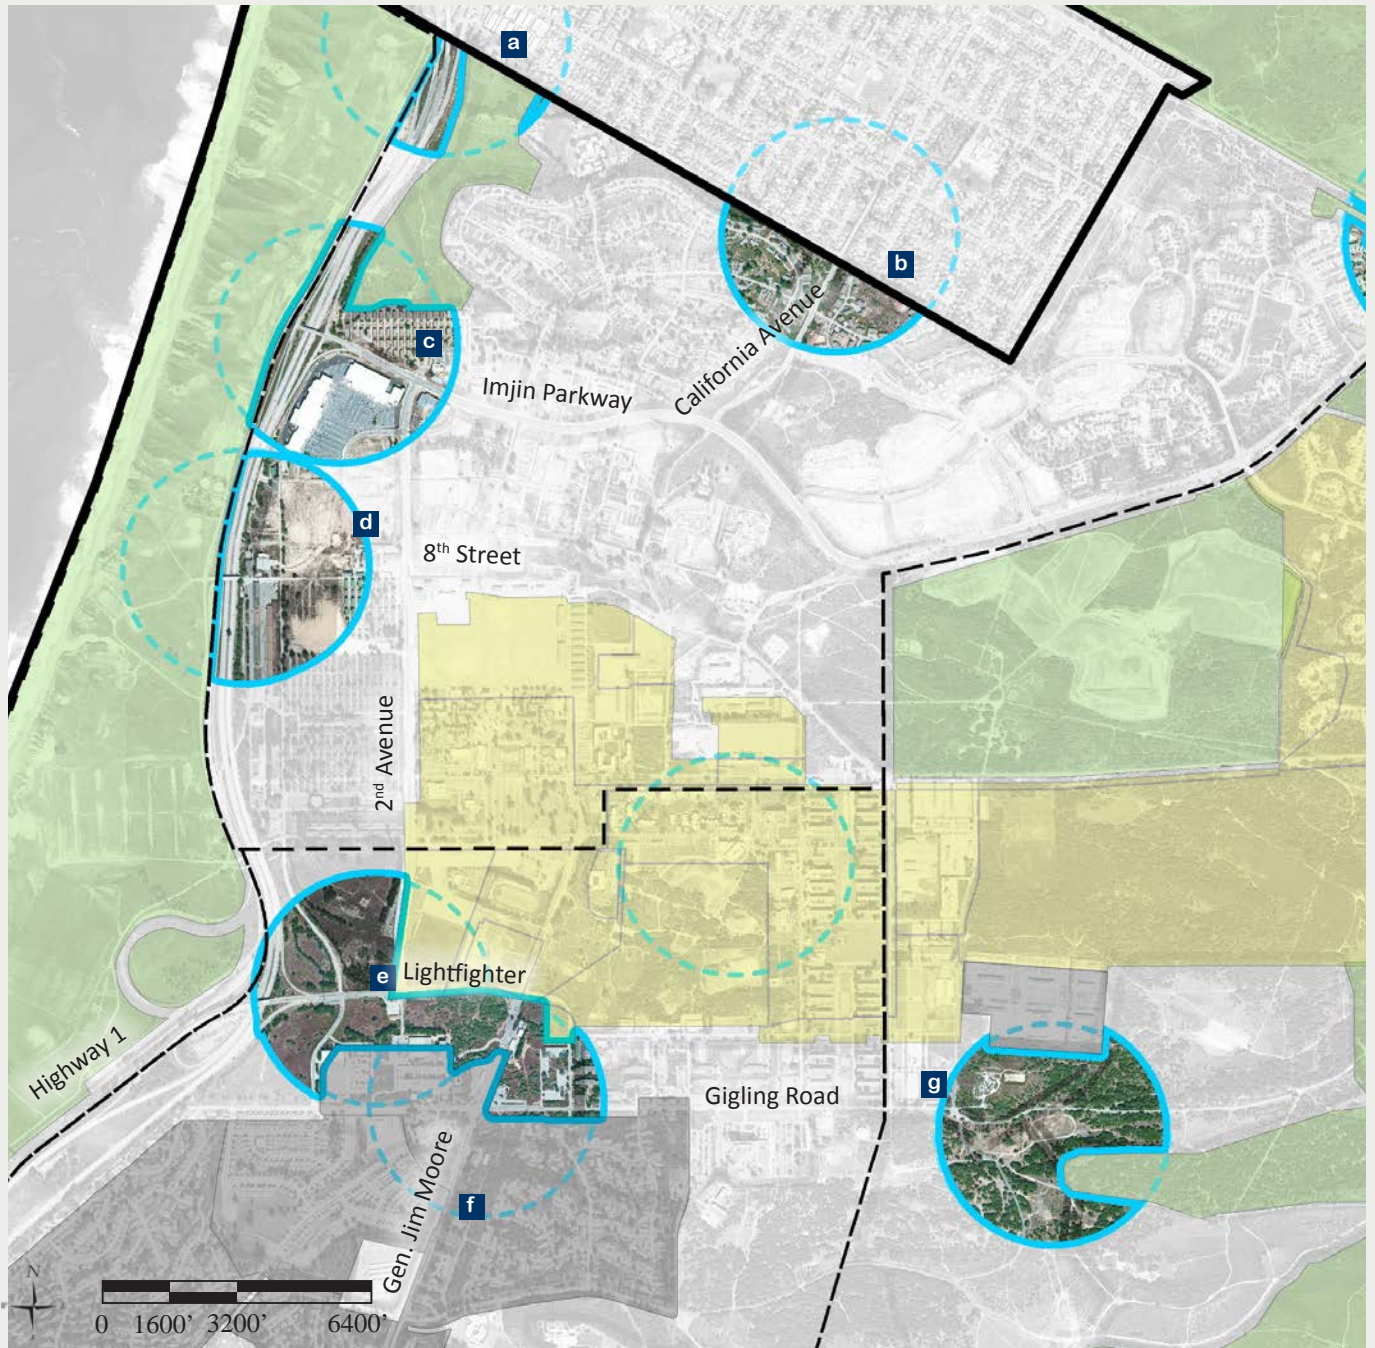 a
b
c
California Avenue
Imjin Parkway
d
8th Street
2nd Avenue
e
Lightfighter
Highway 1
g
Gigling Road
Gen. Jim Moore
f
N
0 1600’ 3200’ 6400’